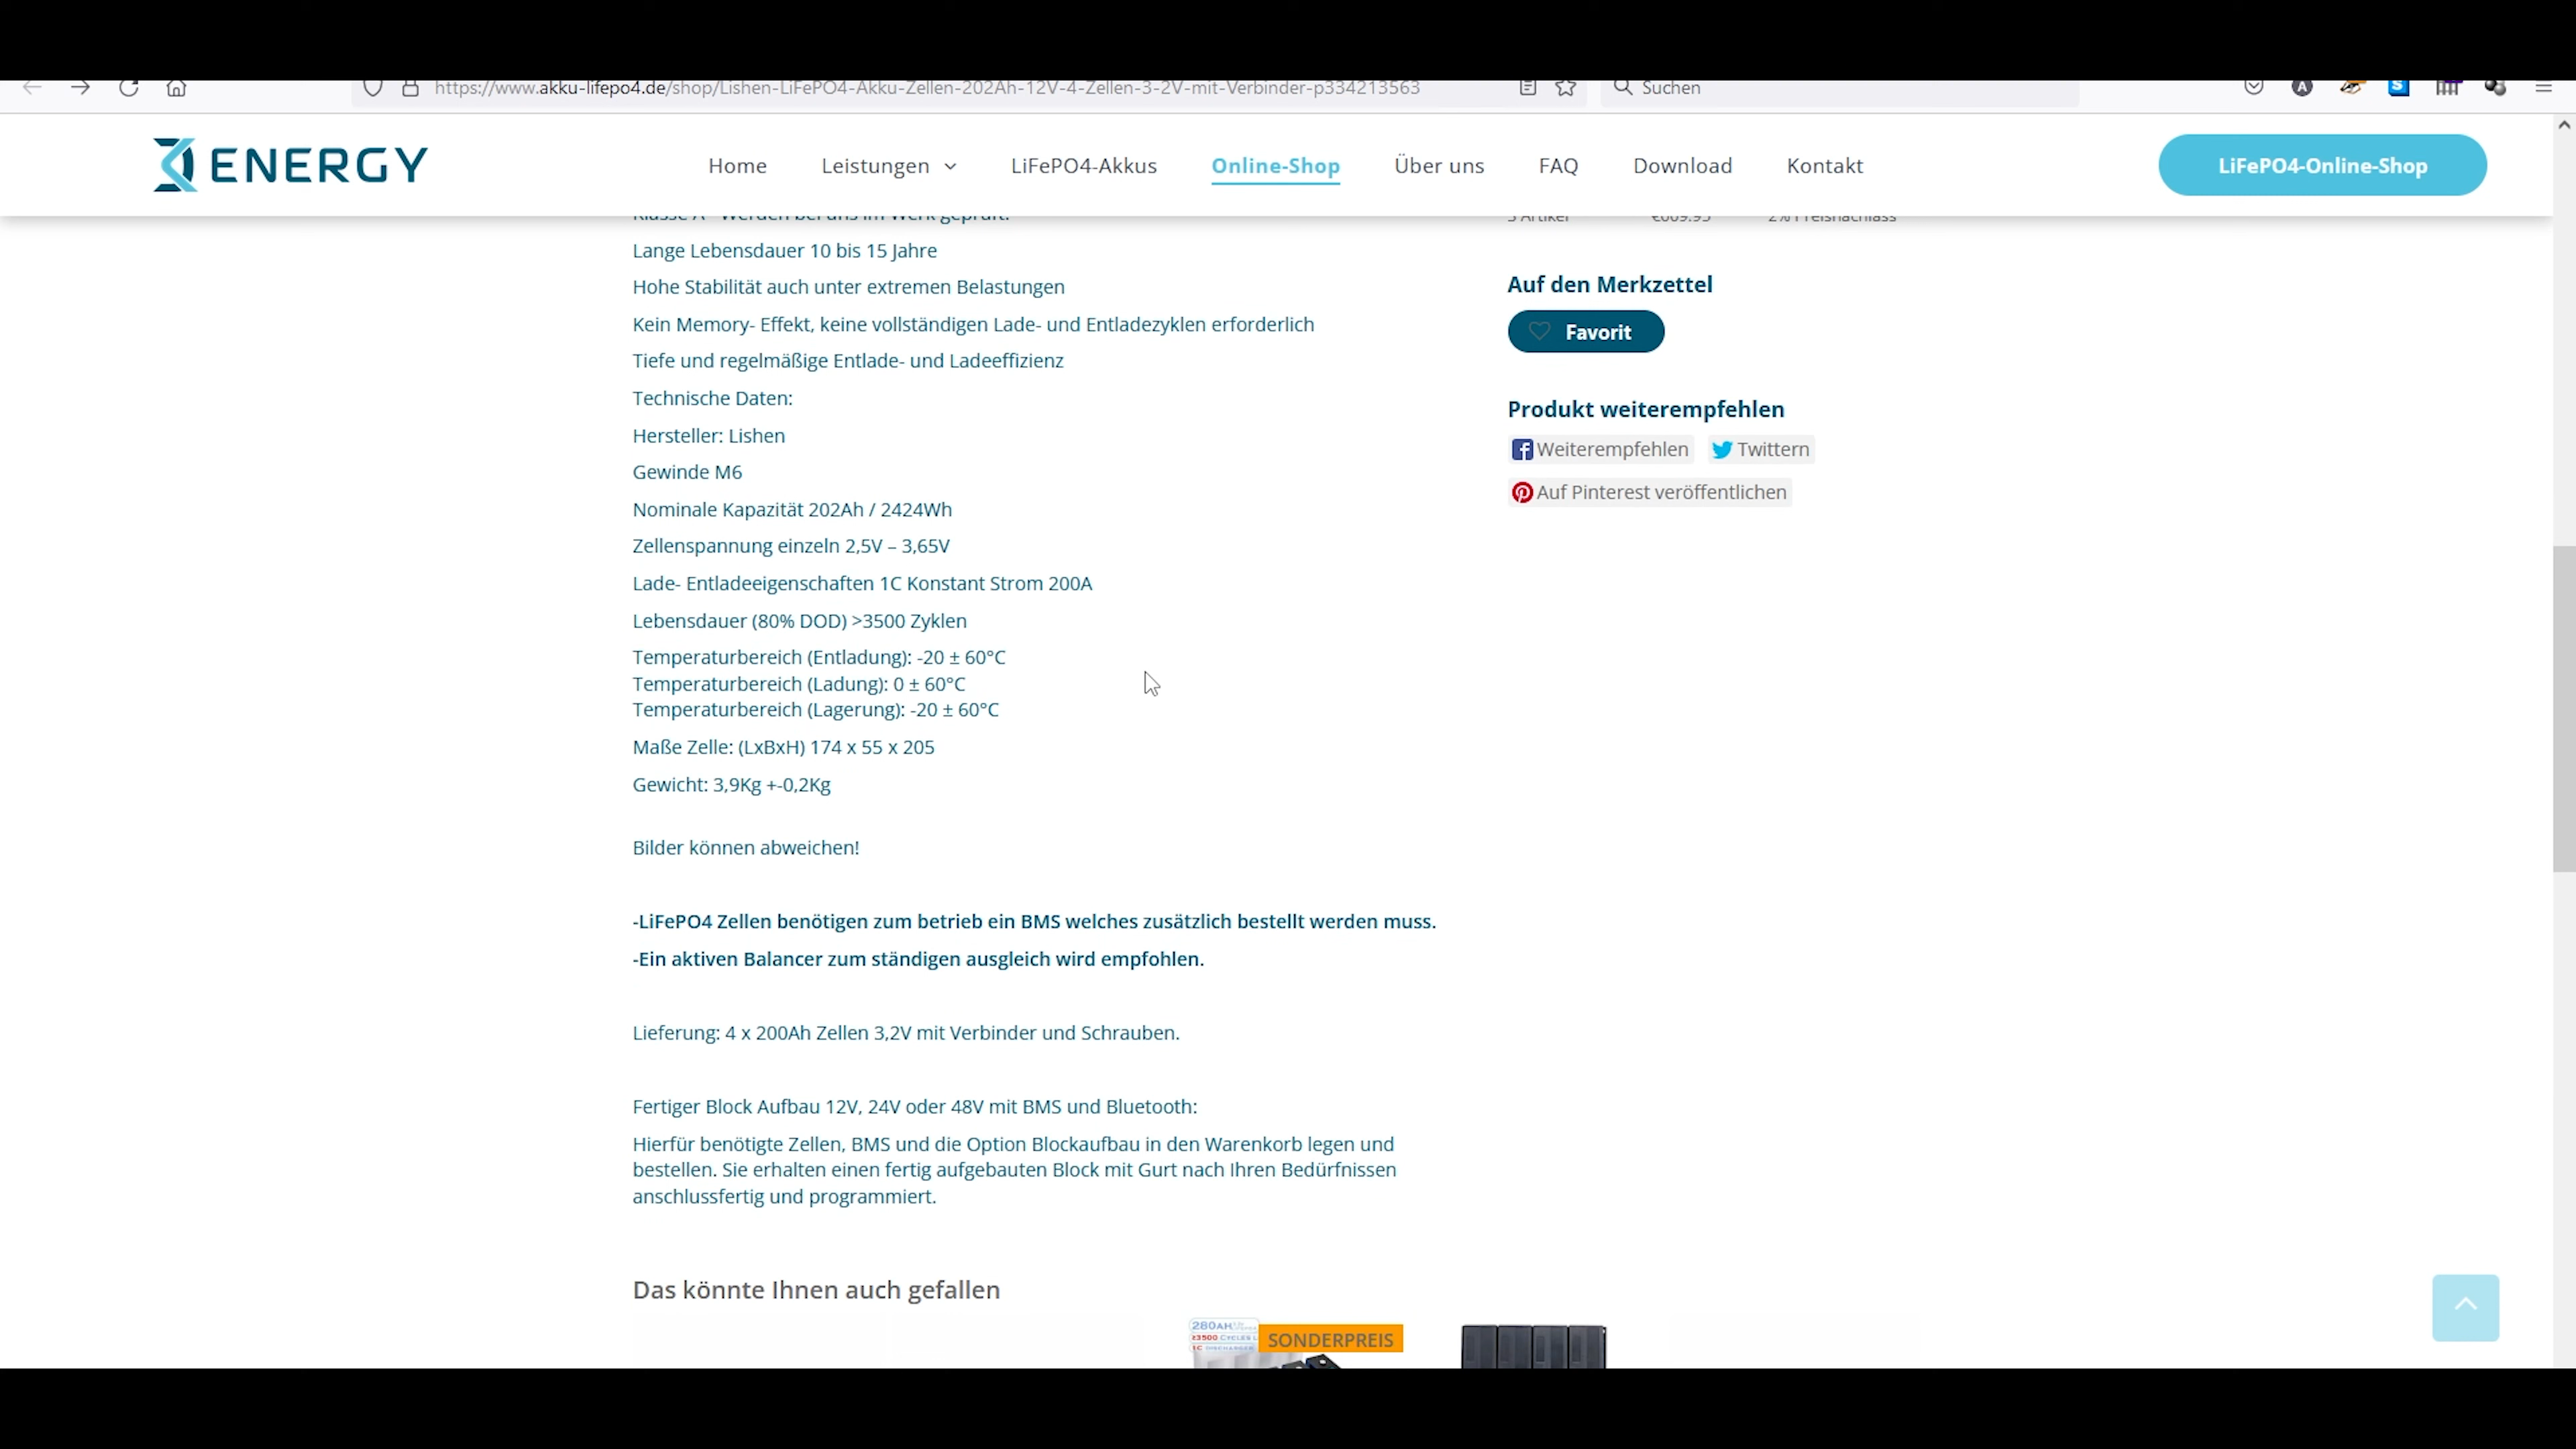 https://www.akku-lifepo4.de/shop/Lishen-LiFePO4-Akku-Zellen-202Ah-12V-4-Zellen-3-2V-mit-Verbinder-p334213563
Suchen
ENERGY
Home
Leistungen
LiFePO4-Akkus
Online-Shop
Über uns
FAQ
Download
Kontakt
LiFePO4-Online-Shop
Klasse A - Werden bei uns im Werk geprüft.
Lange Lebensdauer 10 bis 15 Jahre
Hohe Stabilität auch unter extremen Belastungen
Kein Memory- Effekt, keine vollständigen Lade- und Entladezyklen erforderlich
Tiefe und regelmäßige Entlade- und Ladeeffizienz
Technische Daten:
Hersteller: Lishen
Gewinde M6
Nominale Kapazität 202Ah / 2424Wh
Zellenspannung einzeln 2,5V – 3,65V
Lade- Entladeeigenschaften 1C Konstant Strom 200A
Lebensdauer (80% DOD) >3500 Zyklen
Temperaturbereich (Entladung): -20 ± 60°C
Temperaturbereich (Ladung): 0 ± 60°C
Temperaturbereich (Lagerung): -20 ± 60°C
Maße Zelle: (LxBxH) 174 x 55 x 205
Gewicht: 3,9Kg +-0,2Kg
Bilder können abweichen!
-LiFePO4 Zellen benötigen zum betrieb ein BMS welches zusätzlich bestellt werden muss.
-Ein aktiven Balancer zum ständigen ausgleich wird empfohlen.
Lieferung: 4 x 200Ah Zellen 3,2V mit Verbinder und Schrauben.
Fertiger Block Aufbau 12V, 24V oder 48V mit BMS und Bluetooth:
Hierfür benötigte Zellen, BMS und die Option Blockaufbau in den Warenkorb legen und
bestellen. Sie erhalten einen fertig aufgebauten Block mit Gurt nach Ihren Bedürfnissen
anschlussfertig und programmiert.
Artikel
2% Preisnachlass
Auf den Merkzettel
Favorit
Produkt weiterempfehlen
Weiterempfehlen
Twittern
Auf Pinterest veröffentlichen
Das könnte Ihnen auch gefallen
280AH
SONDERPREIS